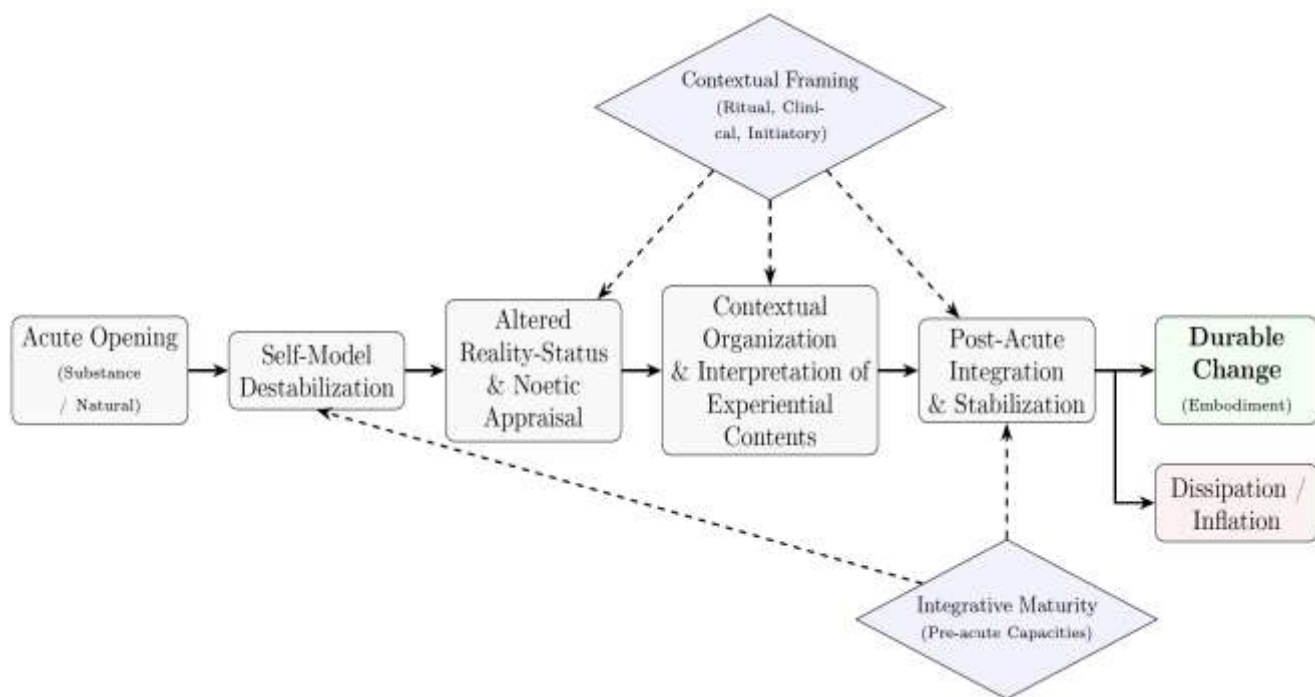 Contextual Framing
(Ritual, Clini-
cal, Initiatory)
Acute Opening
(Substance
/ Natural)
Self-Model
Destabilization
Altered
Reality-Status
& Noetic
Appraisal
Contextual
Organization
& Interpretation of
Experiential
Contents
Post-Acute
Integration
& Stabilization
Durable
Change
(Embodiment)
Dissipation /
Inflation
Integrative Maturity
(Pre-acute Capacities)